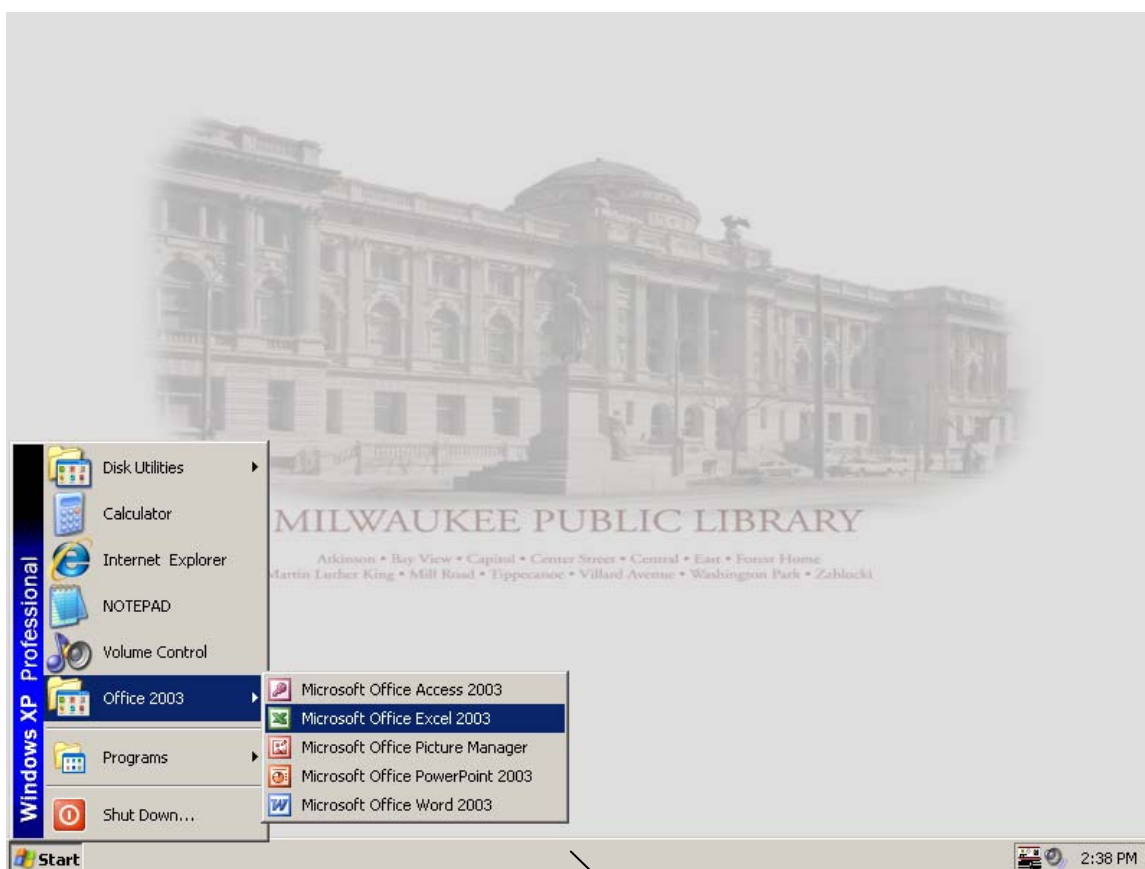 MILWAUKEE PUBLIC LIBRARY
Atkinson • Bay View • Capitol • Center Street • Central • East • Forest Home
Martin Luther King • Mill Road • Tippecanoe • Villard Avenue • Washington Park • Zablocki
Windows XP Professional
Disk Utilities
Calculator
Internet Explorer
NOTEPAD
Volume Control
Office 2003
Programs
Shut Down...
Microsoft Office Access 2003
Microsoft Office Excel 2003
Microsoft Office Picture Manager
Microsoft Office PowerPoint 2003
Microsoft Office Word 2003
Start
2:38 PM